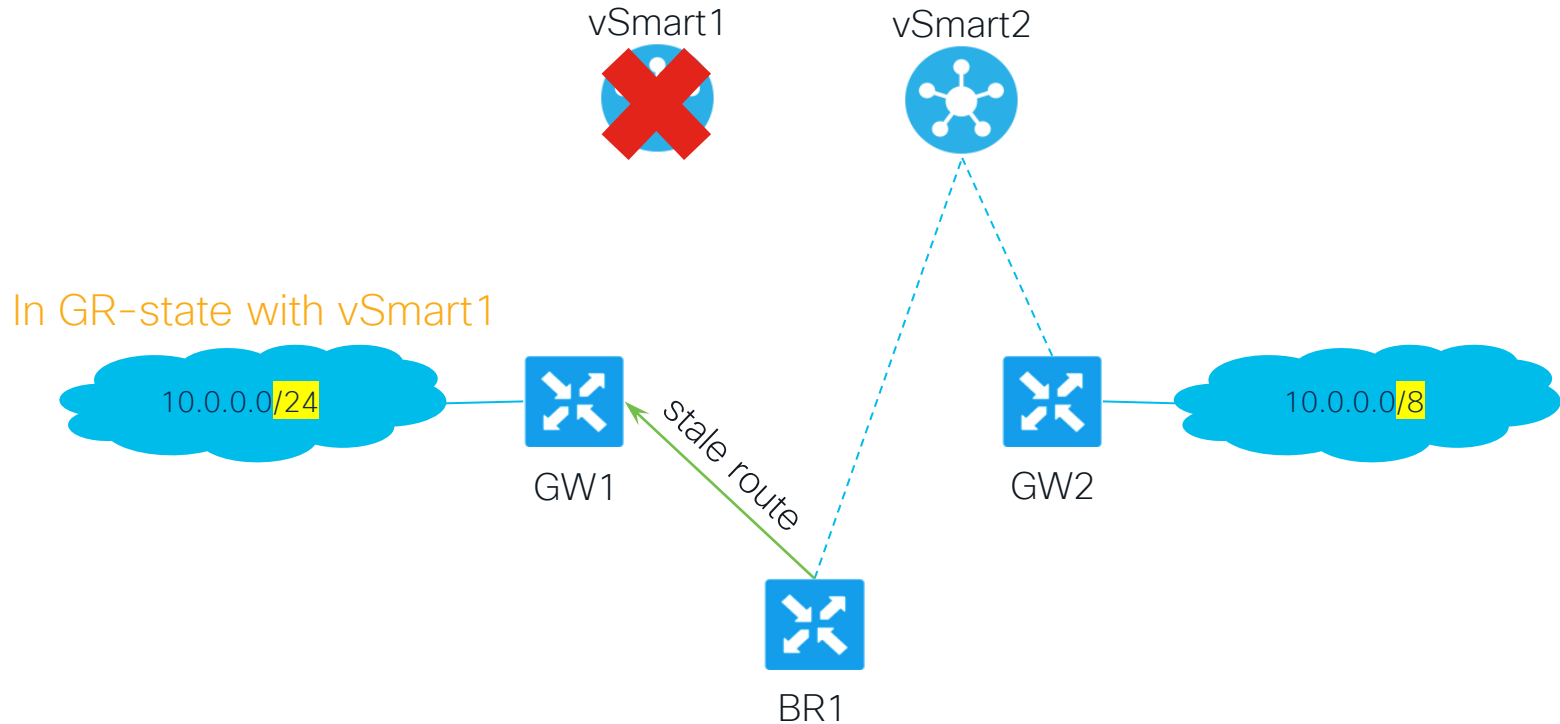 vSmart1
vSmart2
In GR-state with vSmart1
10.0.0.0/24
10.0.0.0/8
stale route
GW1
GW2
BR1